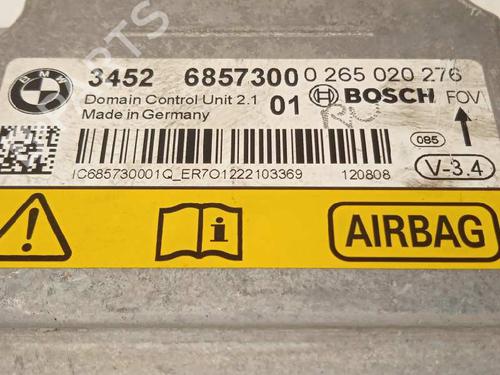 BMW
3452 6857300 0 265 020 276
Domain Control Unit 2.1 01 BOSCH FOV
Made in Germany
085
V-3.4
IC685730001Q_ER7O1222103369 120808
i AIRBAG